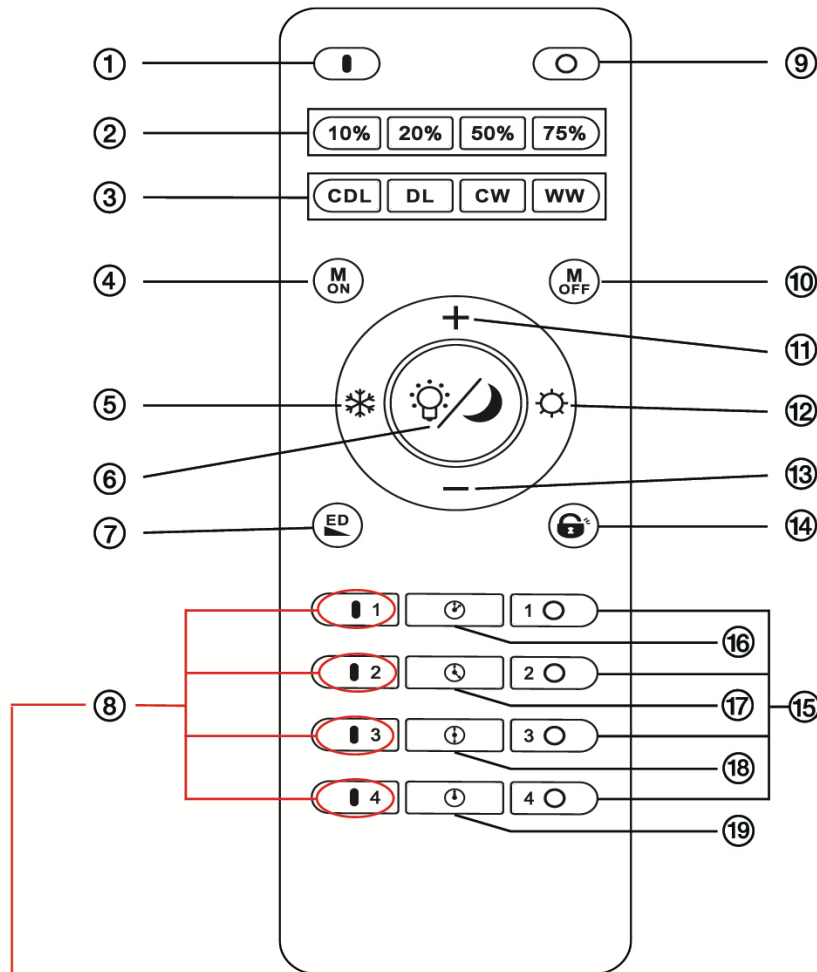 ① ⑨
② 10% 20% 50% 75%
③ CDL DL CW WW
④ M ON M OFF ⑩
+ ⑪
⑤ ⑫
⑥ − ⑬
⑦ ED ⑭
1 1
⑯
2 2
⑧ ⑰ ⑮
3 3
⑱
4 4
⑲